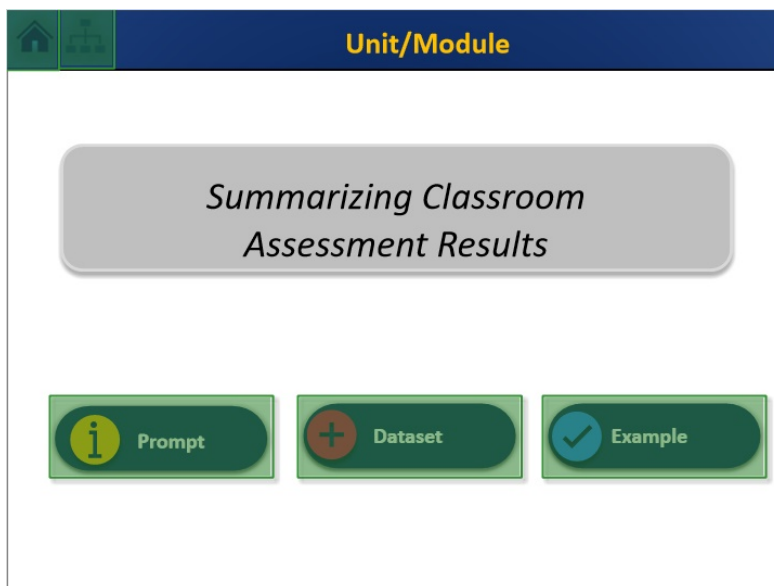 Unit/Module
Summarizing Classroom
Assessment Results
Prompt
Dataset
Example